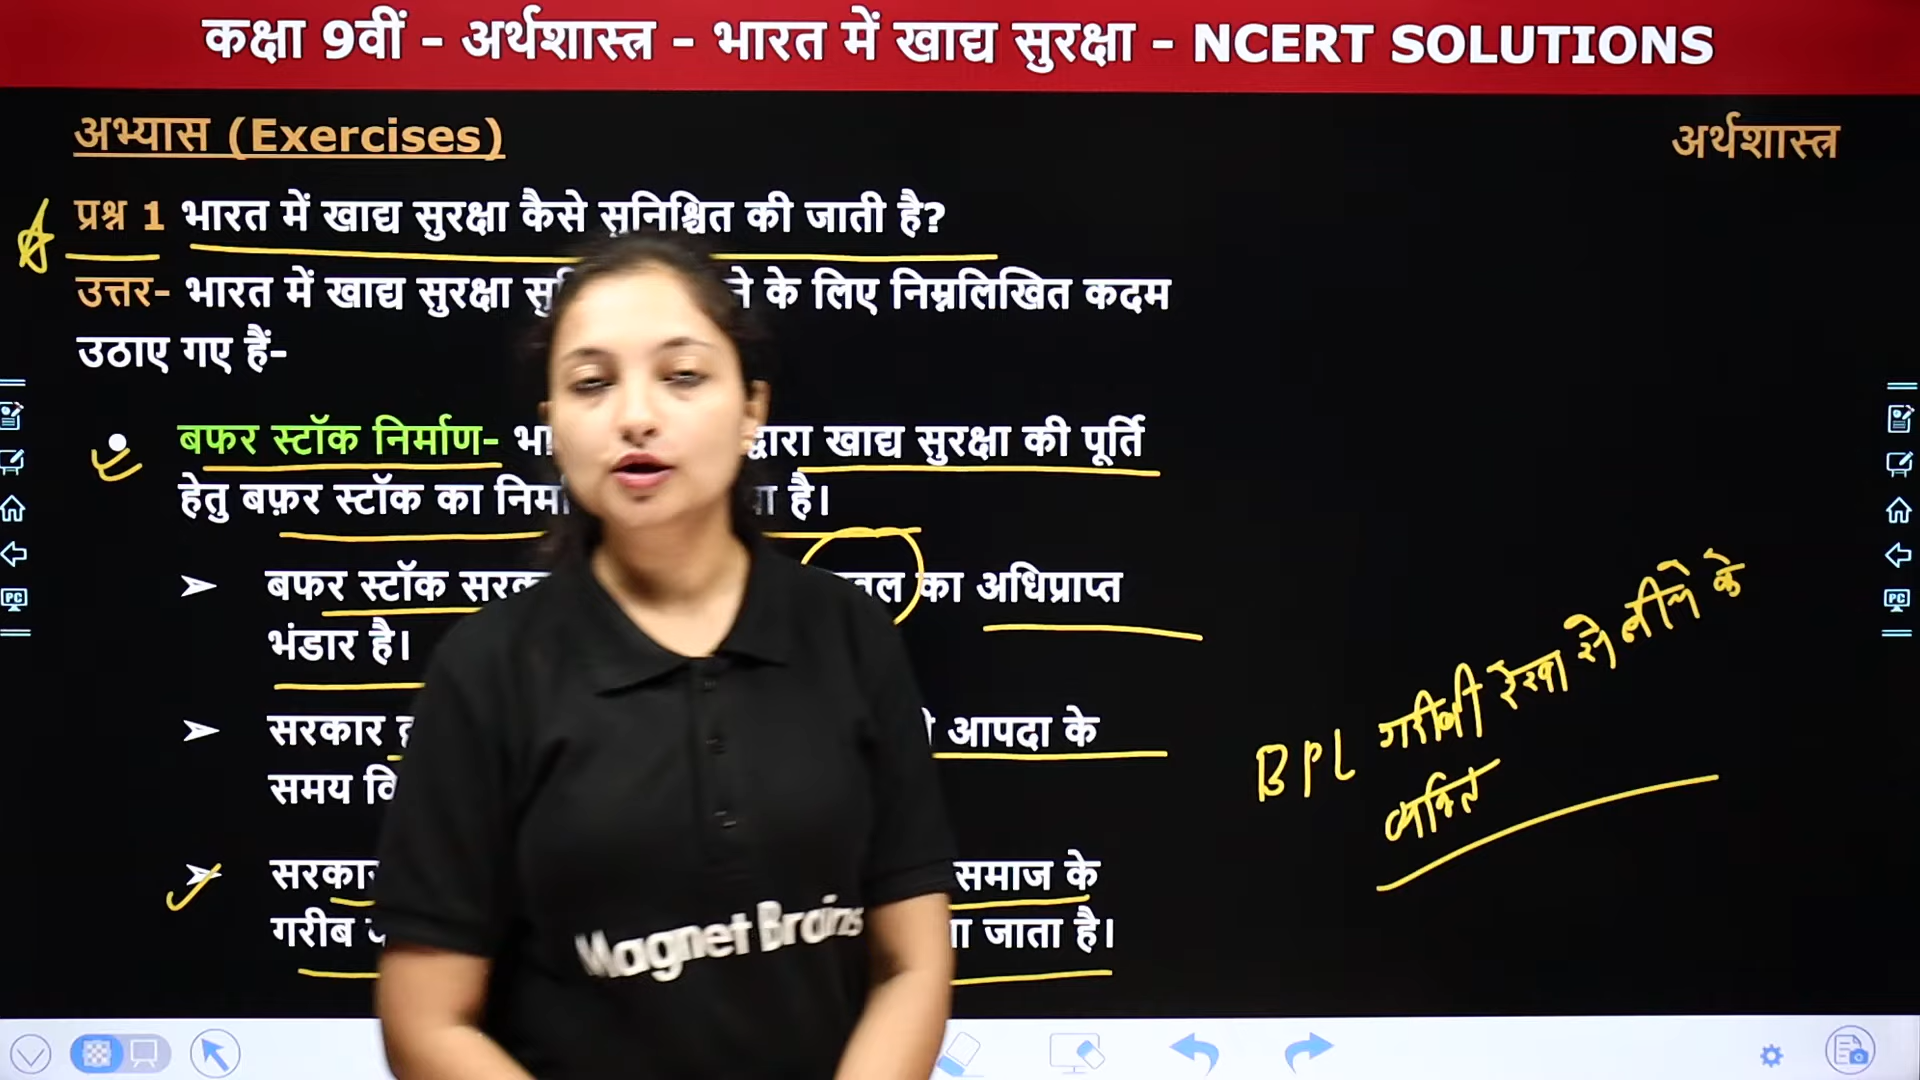 कक्षा 9वीं - अर्थशास्त्र - भारत में खाद्य सुरक्षा - NCERT SOLUTIONS
अभ्यास (Exercises)
अर्थशास्त्र
प्रश्न 1 भारत में खाद्य सुरक्षा कैसे सुनिश्चित की जाती है?
उत्तर- भारत में खाद्य सुरक्षा के लिए निम्नलिखित कदम
उठाए गए हैं-
बफर स्टॉक निर्माण- द्वारा खाद्य सुरक्षा की पूर्ति
हेतु बफ़र स्टॉक का है।
बफर स्टॉक का अधिप्राप्त
भंडार है।
सरकार आपदा के
समय
समाज के
गरीब जाता है।
BPL गरीबी रेखा से नीचे के
व्यक्ति
Magnet Brains
PC
PC